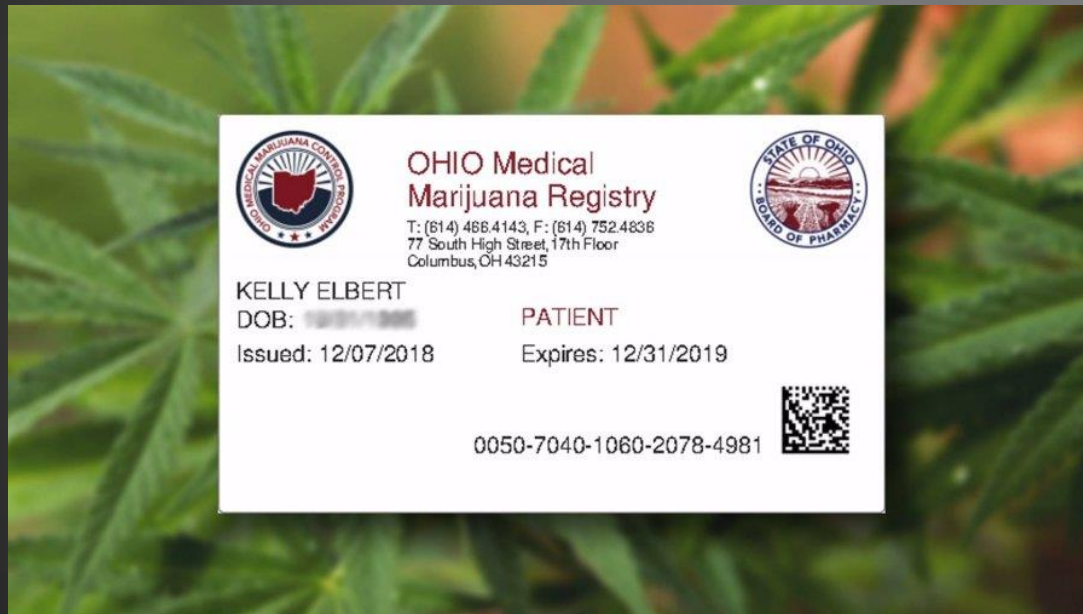 OHIO MEDICAL MARIJUANA CONTROL PROGRAM
OHIO Medical
Marijuana Registry
T: (614) 466.4143, F: (614) 752.4836
77 South High Street, 17th Floor
Columbus, OH 43215
STATE OF OHIO
BOARD OF PHARMACY
KELLY ELBERT
DOB:
PATIENT
Issued: 12/07/2018
Expires: 12/31/2019
0050-7040-1060-2078-4981